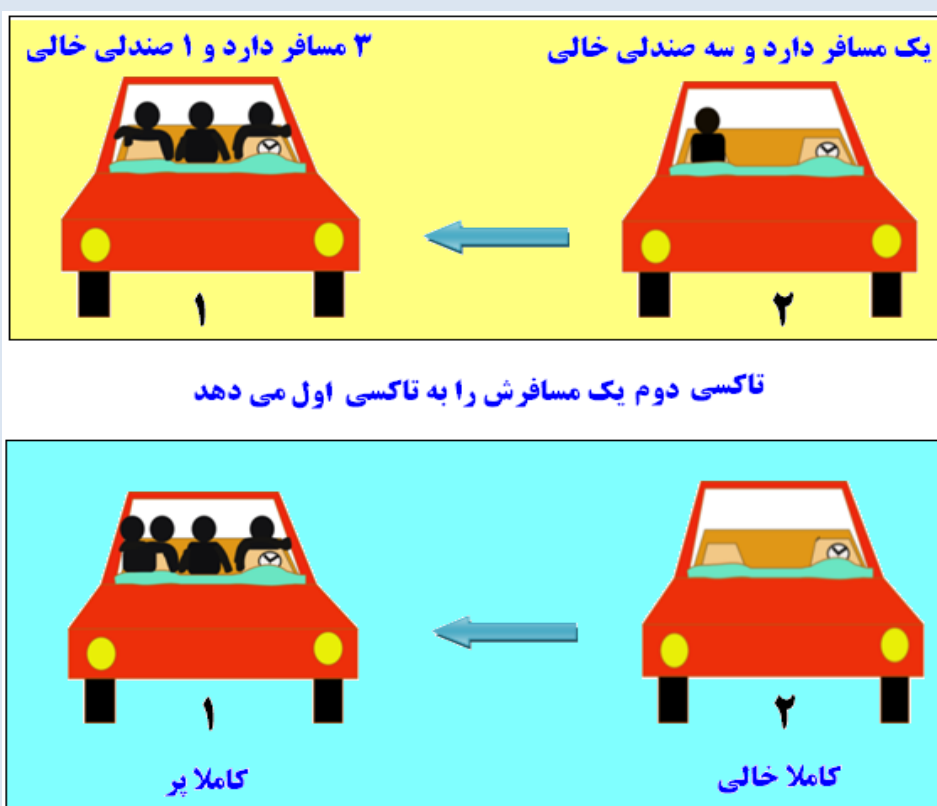 یک مسافر دارد و سه صندلی خالی
۳ مسافر دارد و ۱ صندلی خالی
۲
۱
تاکسی دوم یک مسافرش را به تاکسی اول می دهد
۲
۱
کاملا خالی
کاملا پر